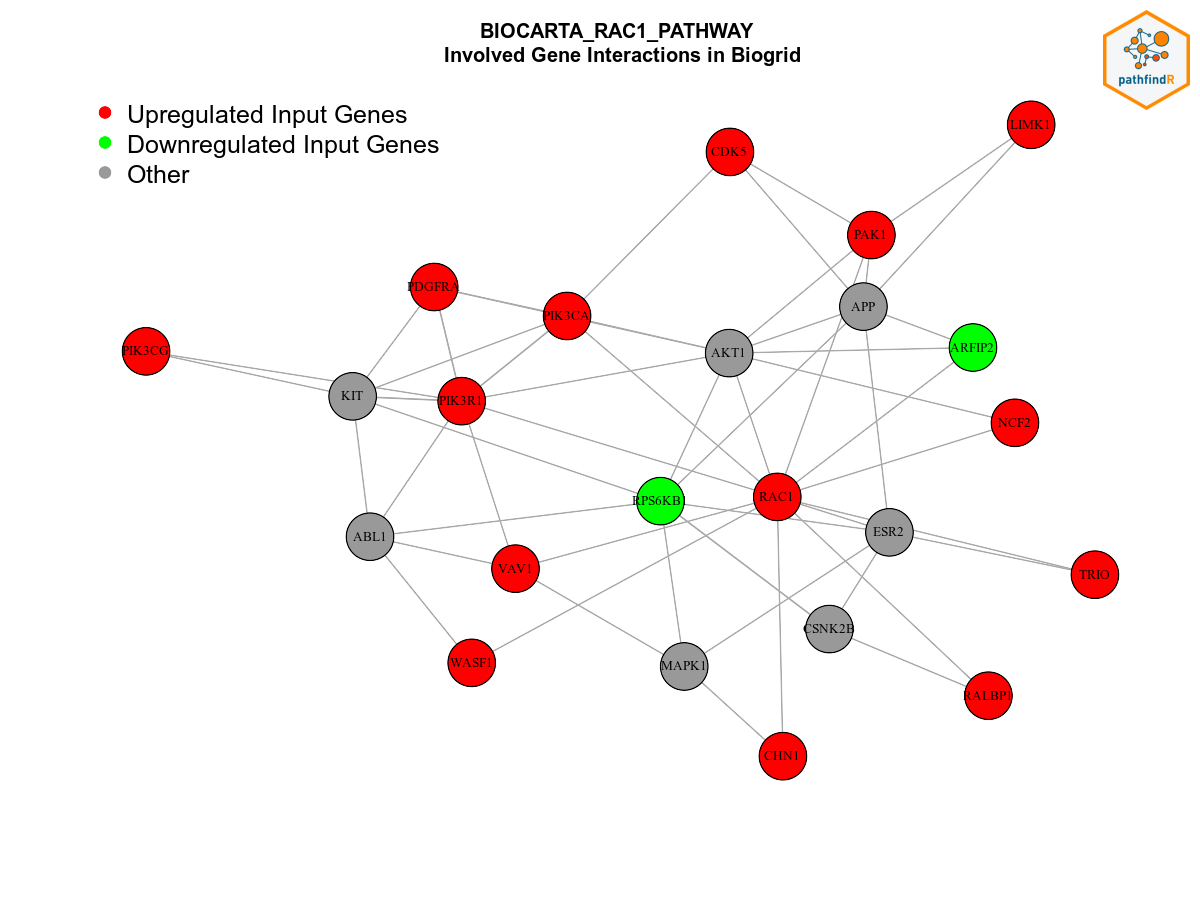 BIOCARTA_RAC1_PATHWAY
Involved Gene Interactions in Biogrid
pathfindR
Upregulated Input Genes
Downregulated Input Genes
Other
LIMK1
CDK5
PAK1
PDGFRA
APP
PIK3CA
ARFIP2
PIK3CG
AKT1
KIT
PIK3R1
NCF2
RAC1
RPS6KB1
ESR2
ABL1
VAV1
TRIO
CSNK2B
WASF1
MAPK1
RALBP1
CHN1